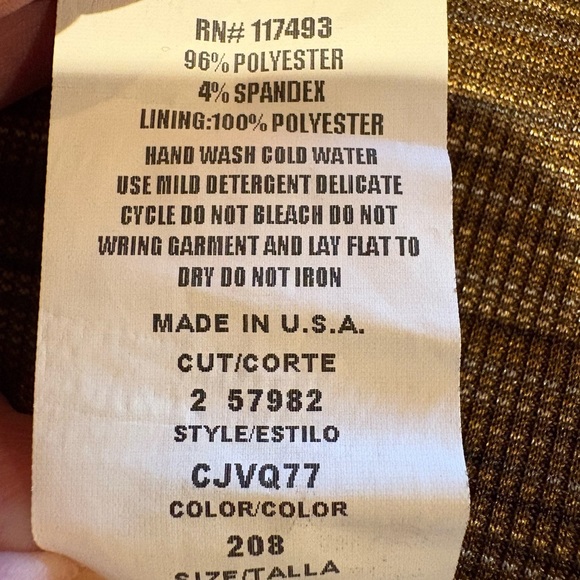 RN# 117493
96% POLYESTER
4% SPANDEX
LINING:100% POLYESTER
HAND WASH COLD WATER
USE MILD DETERGENT DELICATE
CYCLE DO NOT BLEACH DO NOT
WRING GARMENT AND LAY FLAT TO
DRY DO NOT IRON
MADE IN U.S.A.
CUT/CORTE
2 57982
STYLE/ESTILO
CJVQ77
COLOR/COLOR
208
SIZE/TALLA